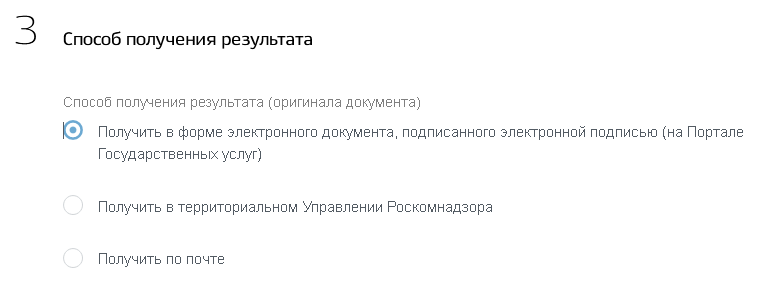 3 Способ получения результата
Способ получения результата (оригинала документа)
Получить в форме электронного документа, подписанного электронной подписью (на Портале
Государственных услуг)
Получить в территориальном Управлении Роскомнадзора
Получить по почте